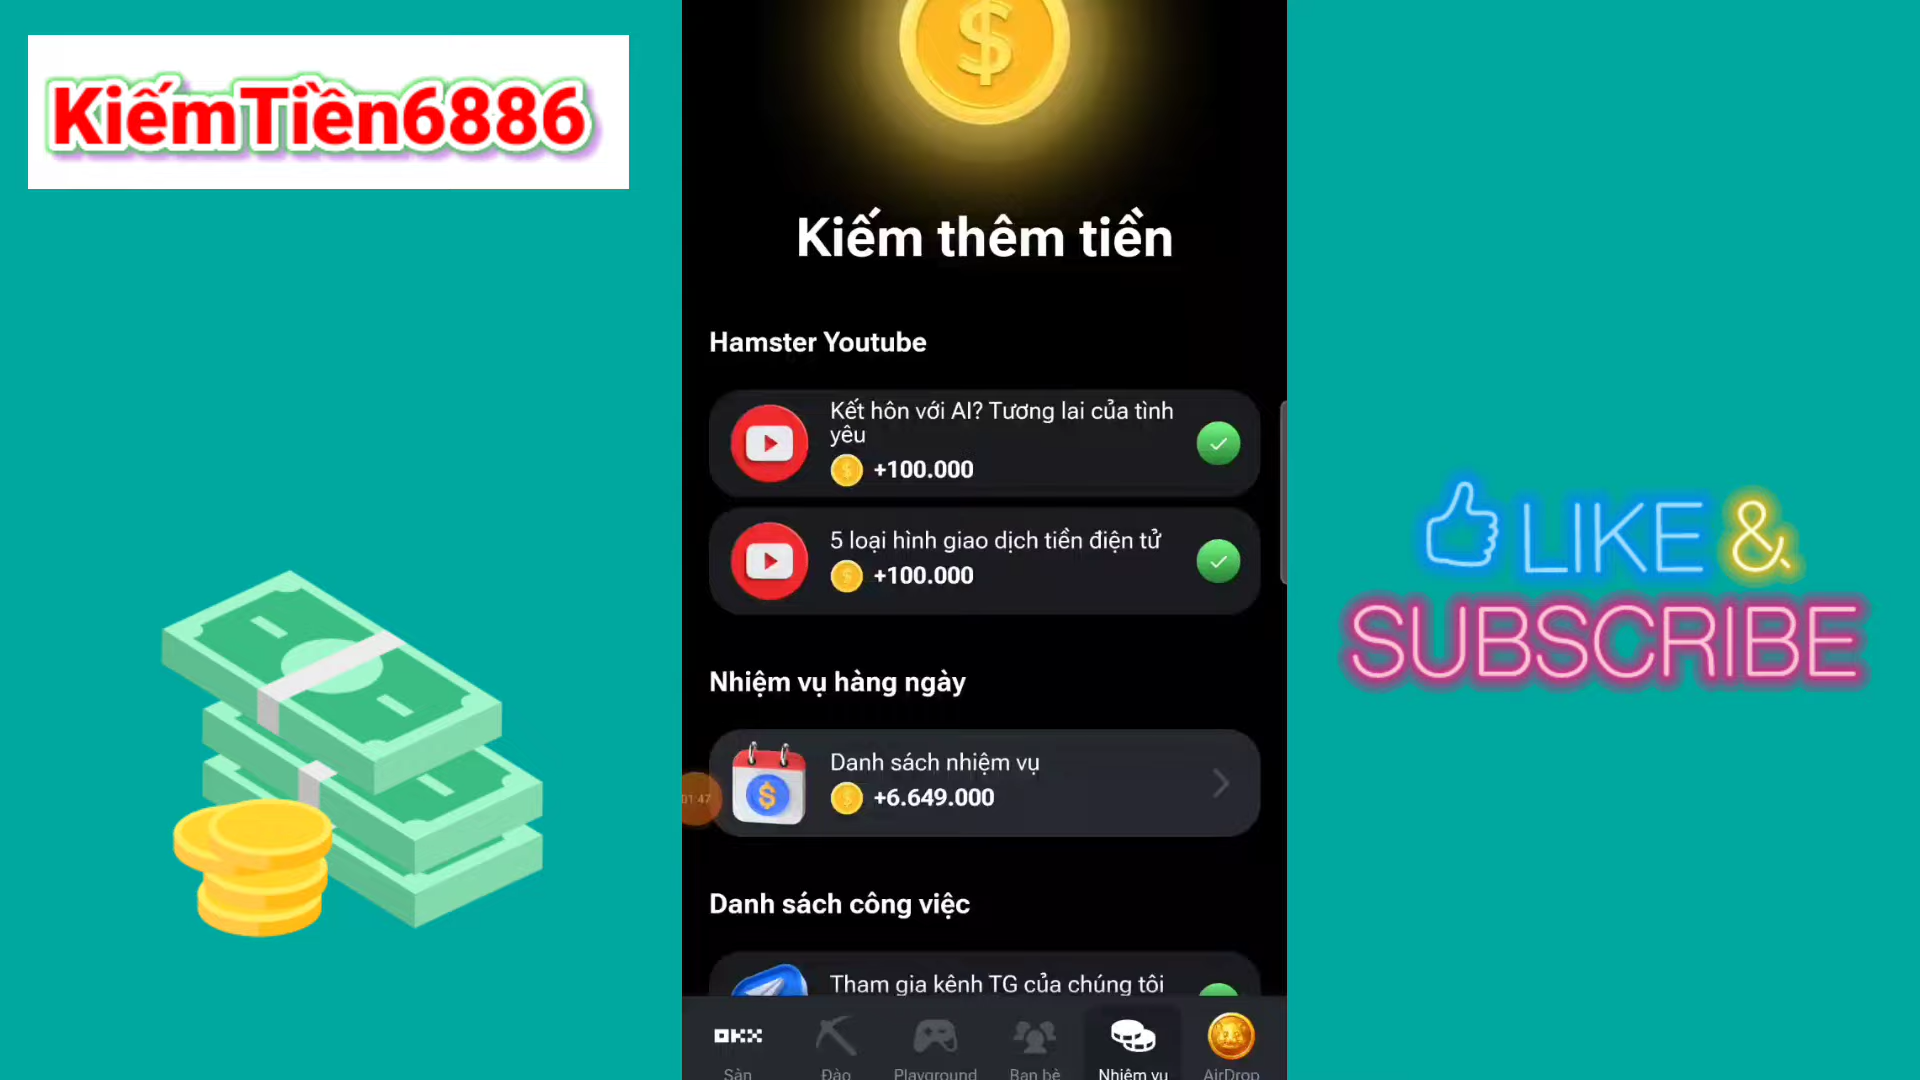 KiếmTiền6886
Kiếm thêm tiền
Hamster Youtube
Kết hôn với AI? Tương lai của tình
yêu
+100.000
5 loại hình giao dịch tiền điện tử
+100.000
Nhiệm vụ hàng ngày
Danh sách nhiệm vụ
+6.649.000
01:47
Danh sách công việc
Tham gia kênh TG của chúng tôi
OKX
Sàn
Đào
Playground
Bạn bè
Nhiệm vụ
AirDrop
LIKE &
SUBSCRIBE